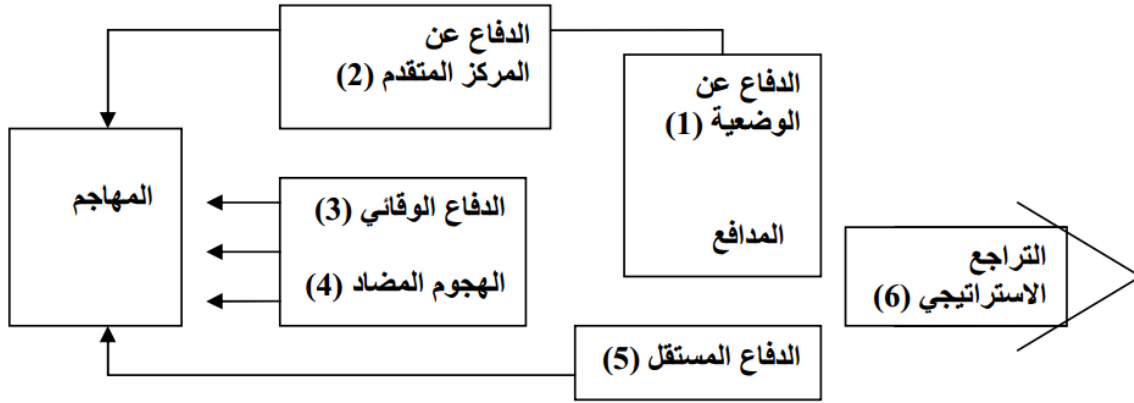 الدفاع عن
المركز المتقدم (2)
الدفاع عن
الوضعية (1)
المدافع
المهاجم
الدفاع الوقائي (3)
الهجوم المضاد (4)
التراجع
الاستراتيجي (6)
الدفاع المستقل (5)